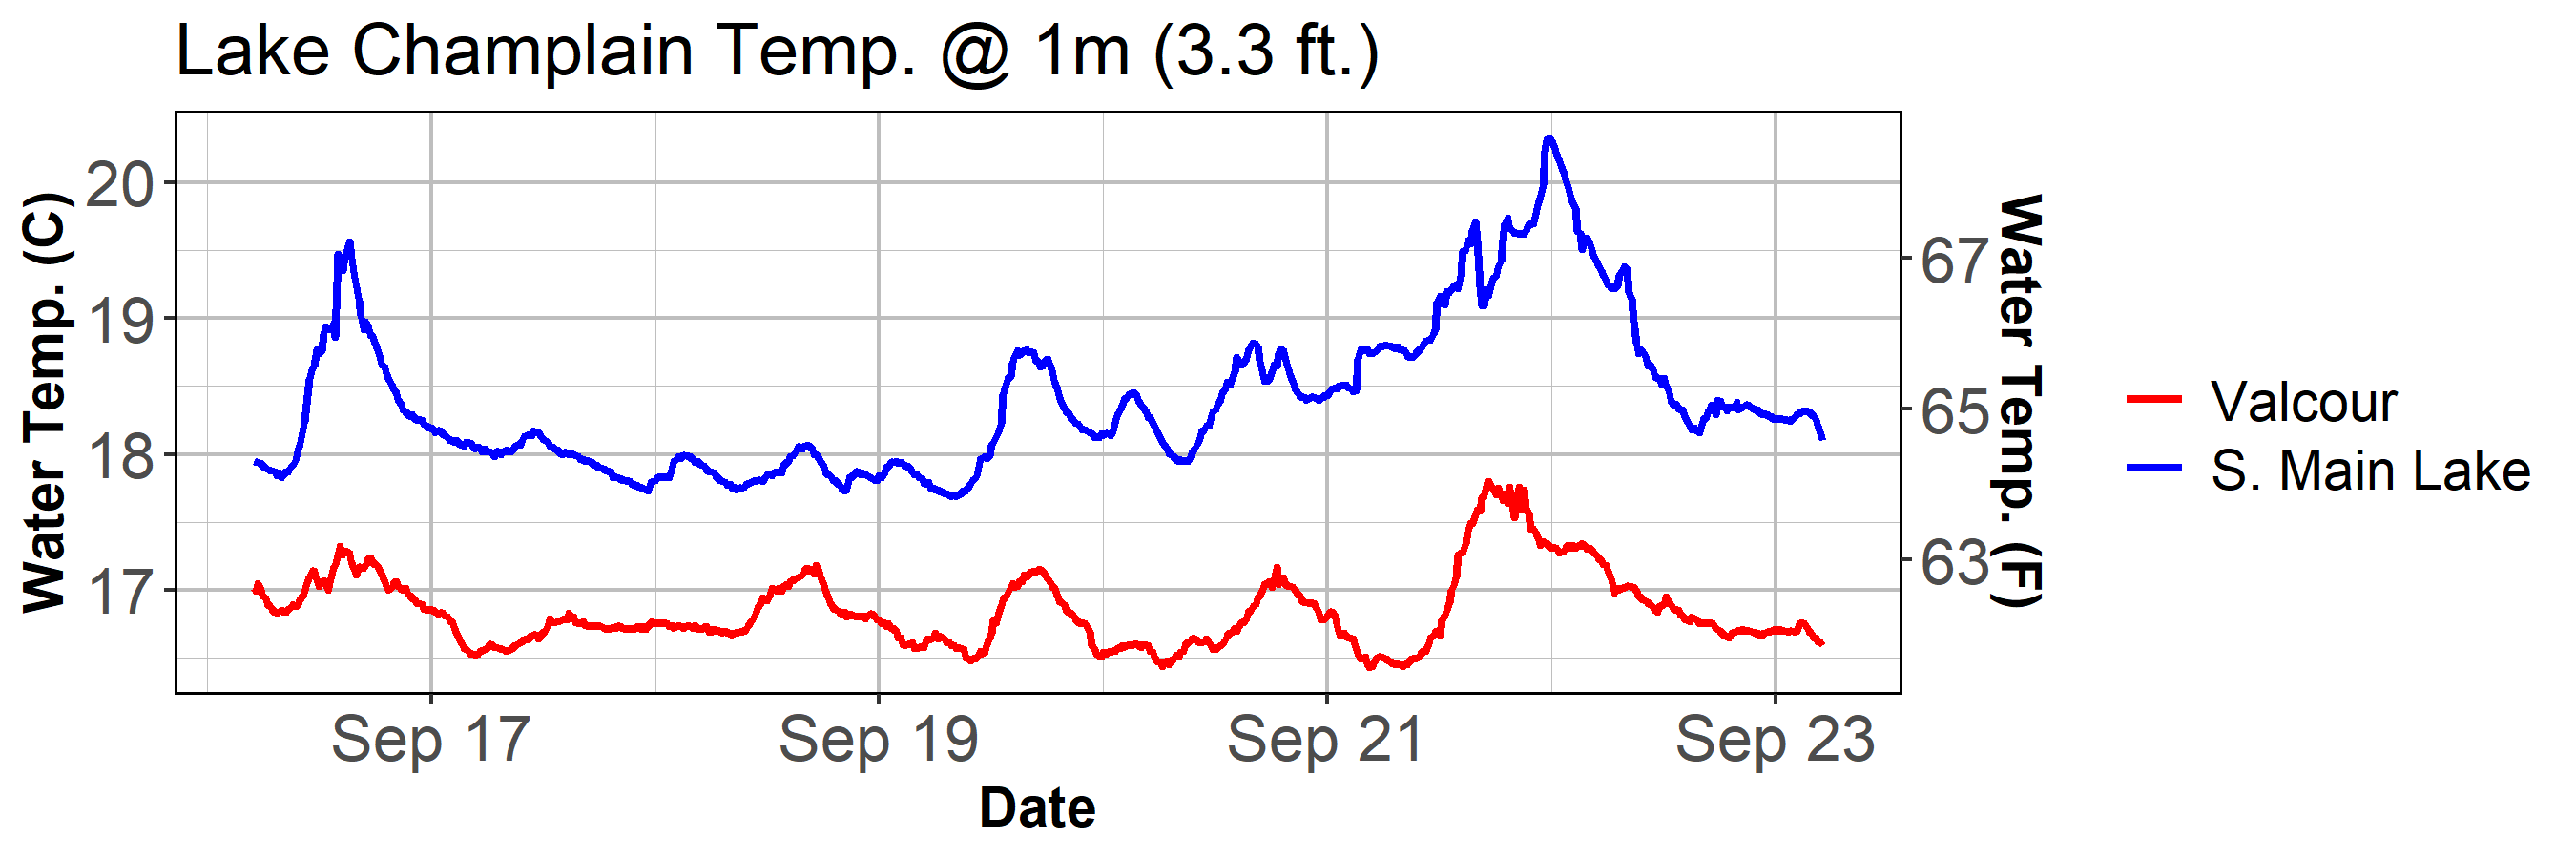 Lake Champlain Temp. @ 1m (3.3 ft.)
Water Temp. (C)
20
19
18
17
67
65
63
Water Temp. (F)
Sep 17
Sep 19
Sep 21
Sep 23
Date
Valcour
S. Main Lake